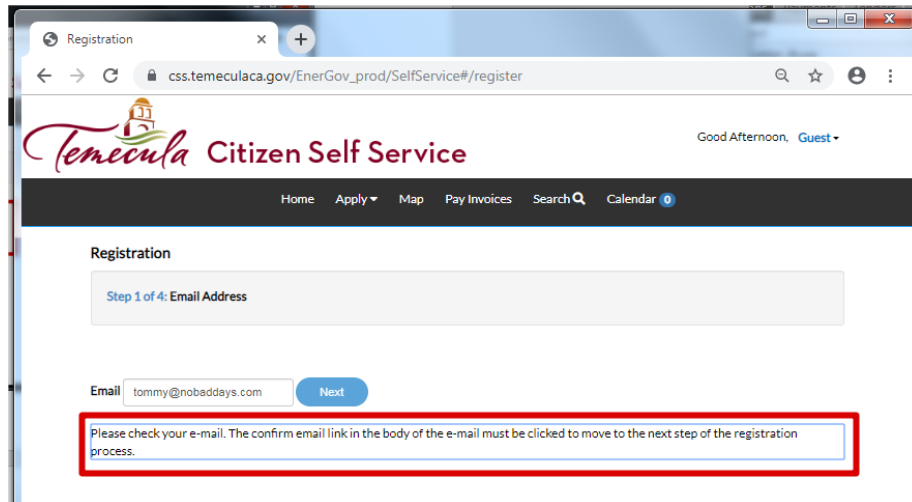 Registration
css.temeculaca.gov/EnerGov_prod/SelfService#/register
Temecula Citizen Self Service
Good Afternoon, Guest
Home Apply Map Pay Invoices Search Calendar 0
Registration
Step 1 of 4: Email Address
Email tommy@nobaddays.com Next
Please check your e-mail. The confirm email link in the body of the e-mail must be clicked to move to the next step of the registration
process.